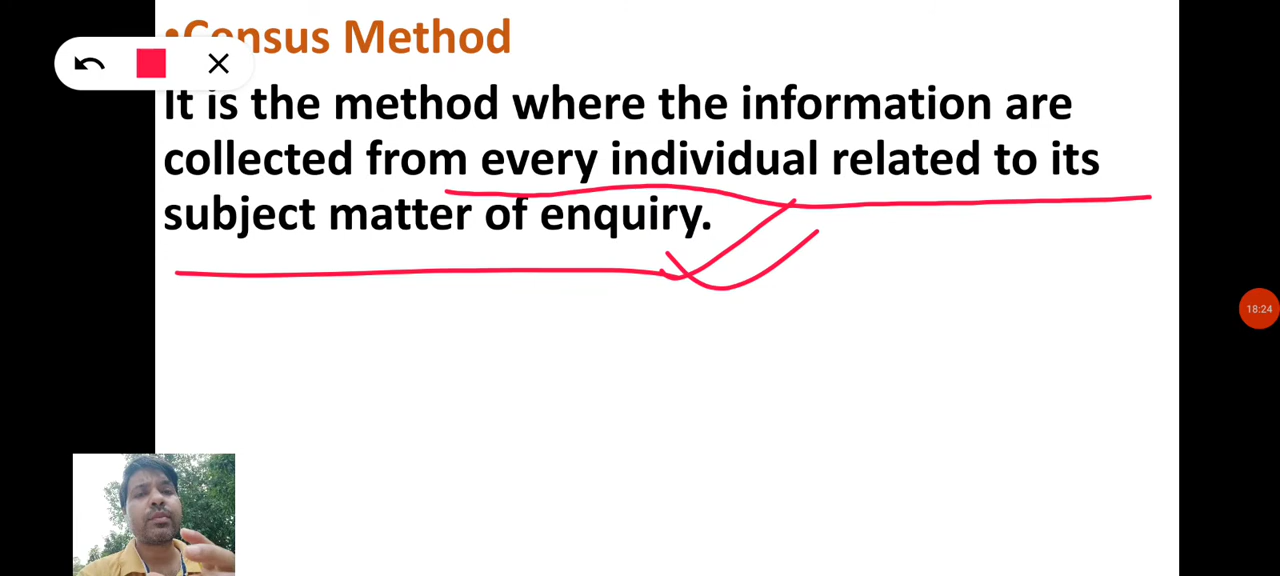 •Census Method
It is the method where the information are
collected from every individual related to its
subject matter of enquiry.
18:24